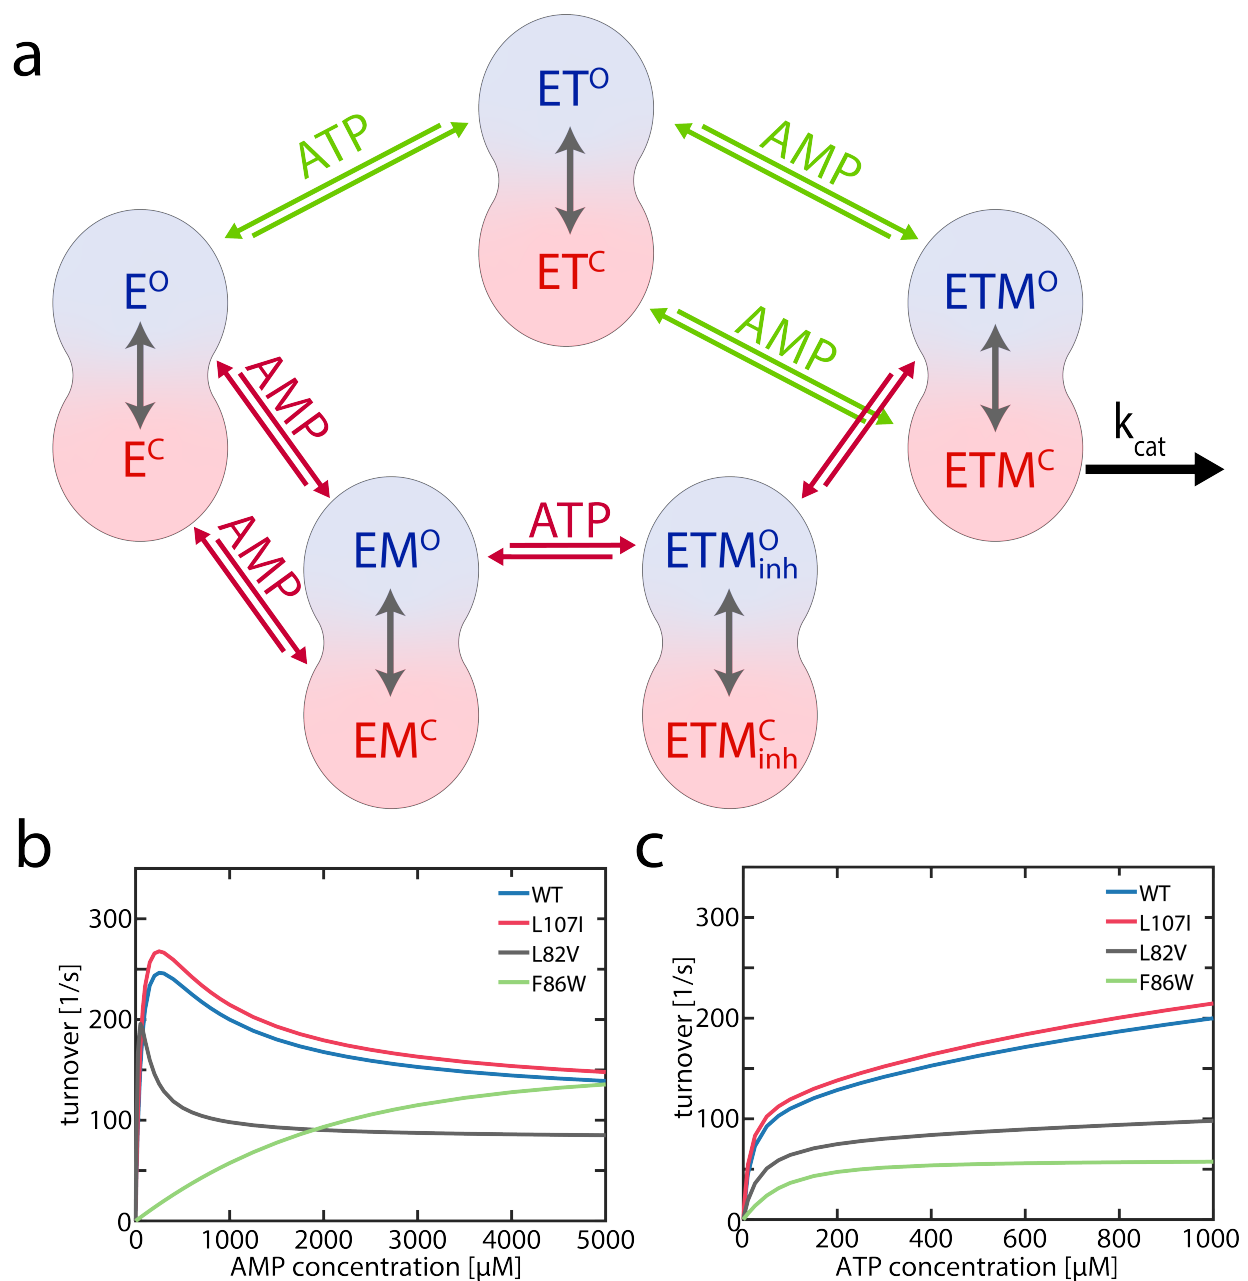 a
ET^O
ET^C
ATP
AMP
AMP
E^O
E^C
ETM^O
ETM^C
k_cat
AMP
AMP
ATP
EM^O
EM^C
ETM^O_inh
ETM^C_inh
b
WT
L107I
L82V
F86W
300
200
100
0
turnover [1/s]
0 1000 2000 3000 4000 5000
AMP concentration [µM]
c
WT
L107I
L82V
F86W
300
200
100
0
turnover [1/s]
0 200 400 600 800 1000
ATP concentration [µM]